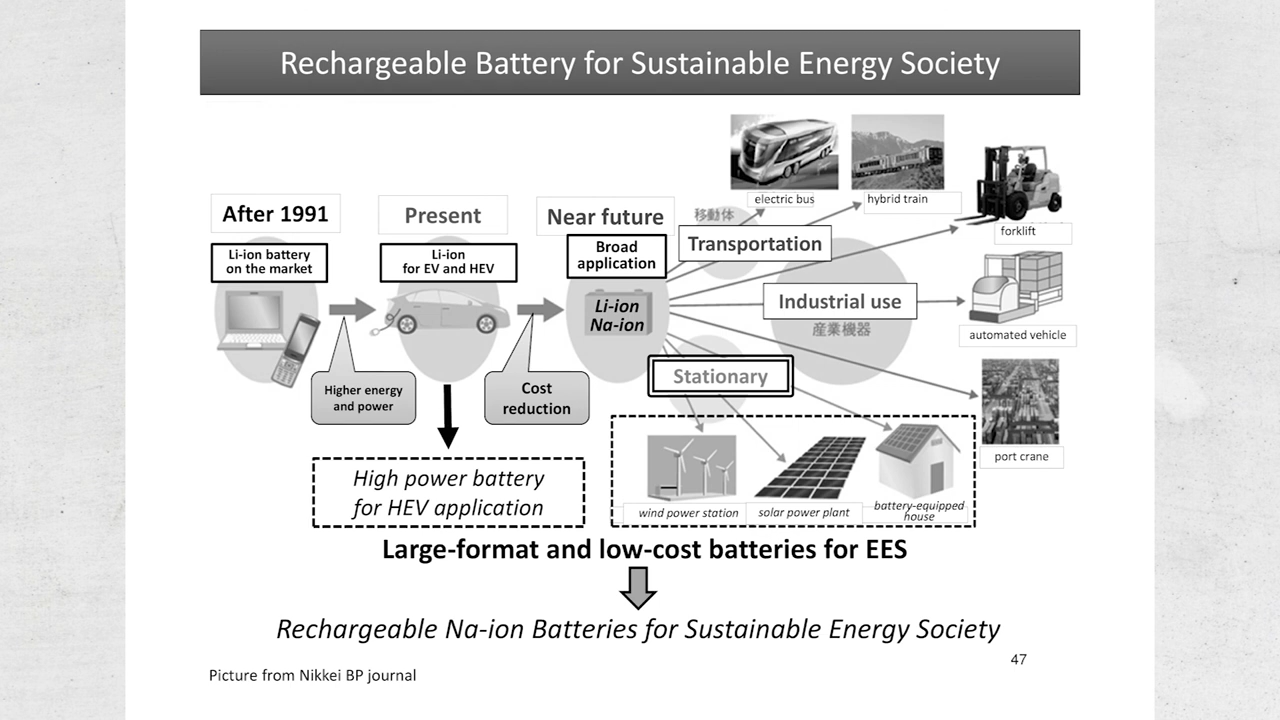 Rechargeable Battery for Sustainable Energy Society
After 1991
Present
Near future
Li-ion battery
on the market
Li-ion
for EV and HEV
Broad
application
Li-ion
Na-ion
Higher energy
and power
Cost
reduction
移動体
Transportation
electric bus
hybrid train
forklift
Industrial use
産業機器
automated vehicle
port crane
Stationary
wind power station
solar power plant
battery-equipped
house
High power battery
for HEV application
Large-format and low-cost batteries for EES
Rechargeable Na-ion Batteries for Sustainable Energy Society
47
Picture from Nikkei BP journal